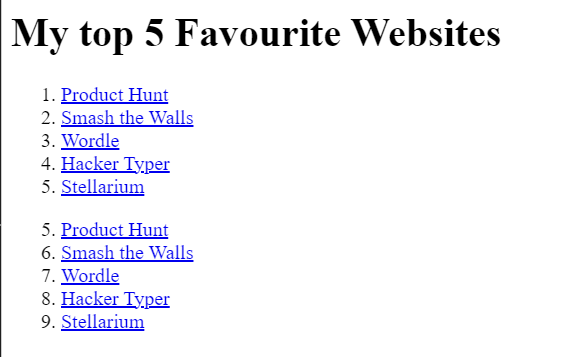 My top 5 Favourite Websites
1. Product Hunt
2. Smash the Walls
3. Wordle
4. Hacker Typer
5. Stellarium
5. Product Hunt
6. Smash the Walls
7. Wordle
8. Hacker Typer
9. Stellarium